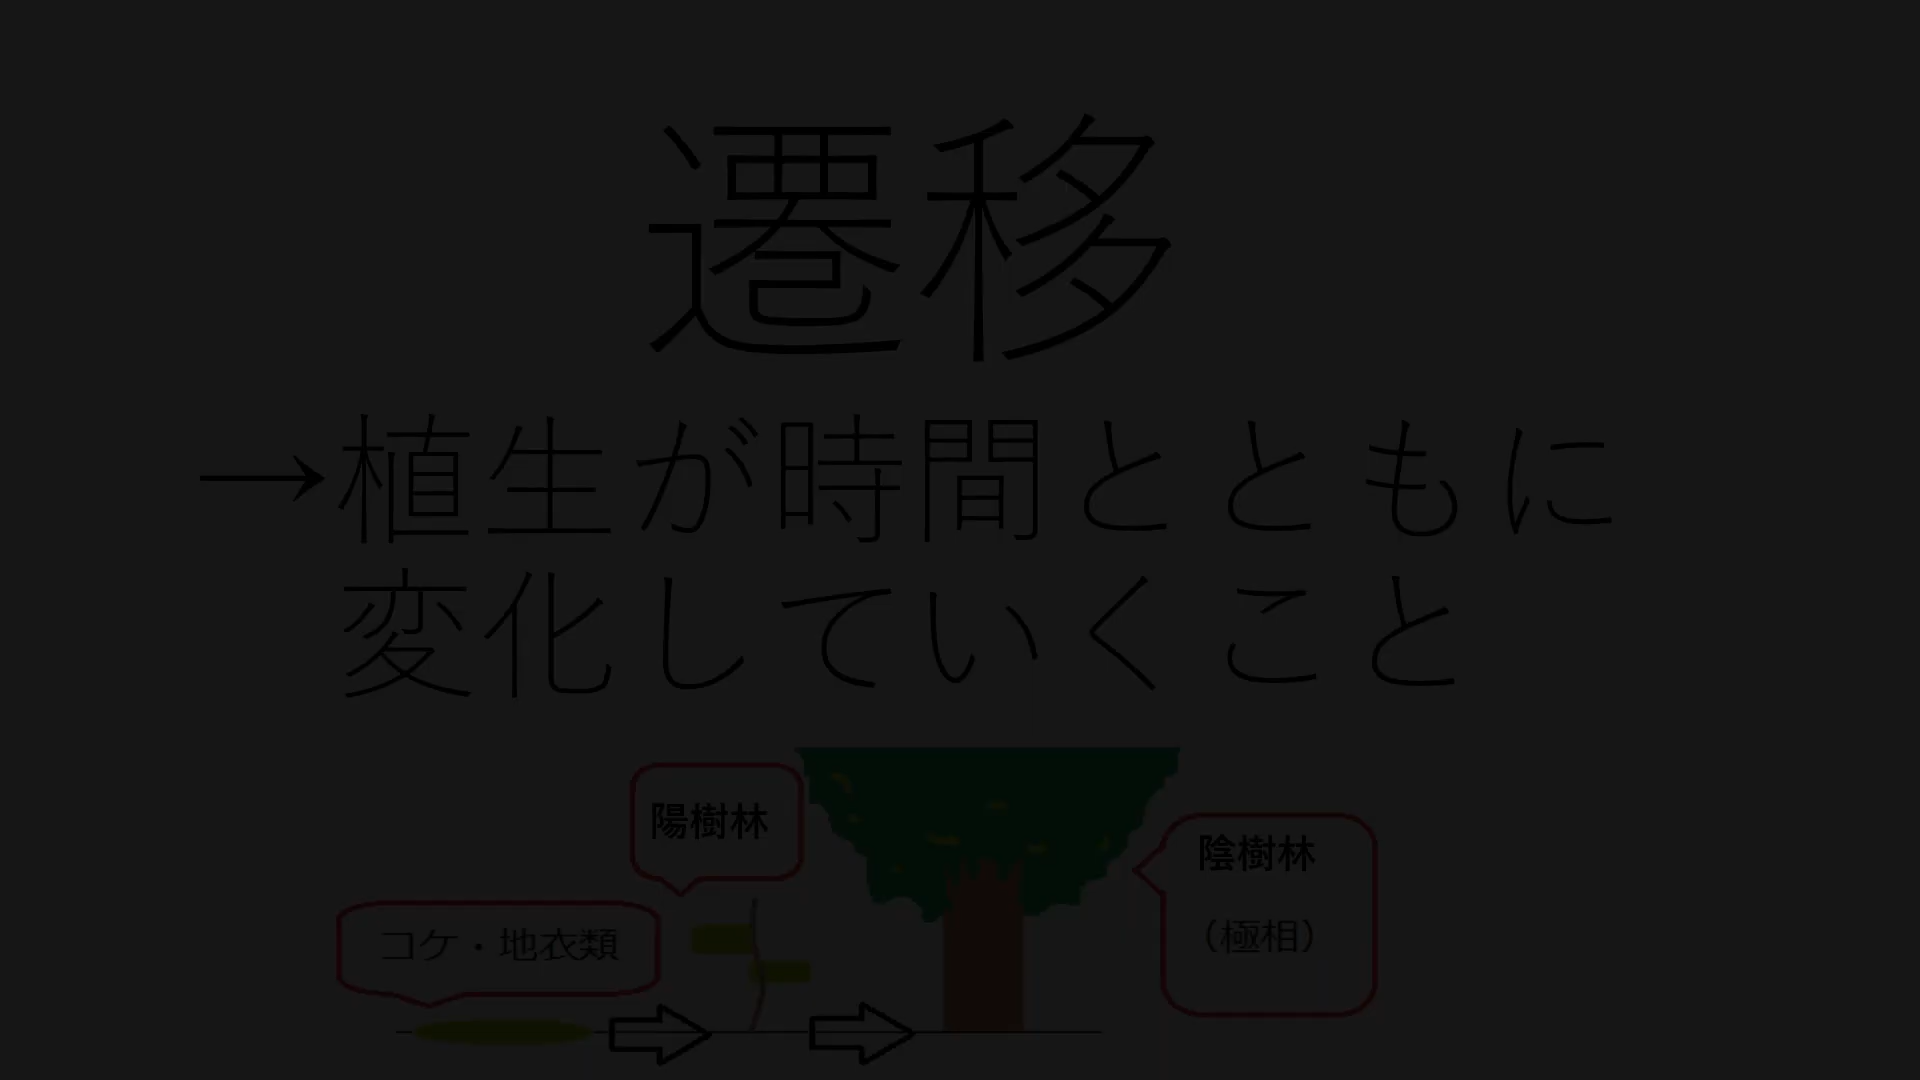 遷移
→植生が時間とともに
変化していくこと
陽樹林
陰樹林
（極相）
コケ・地衣類